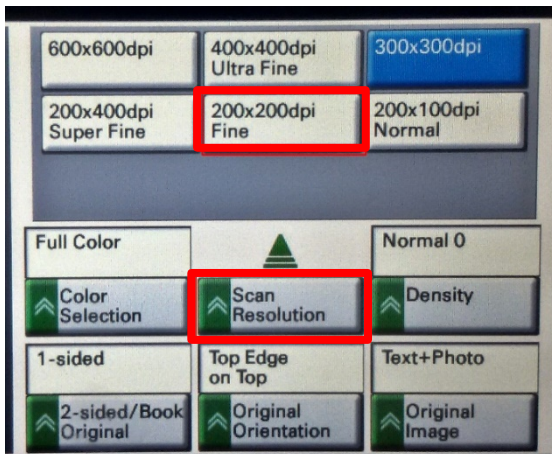 600x600dpi
400x400dpi
Ultra Fine
300x300dpi
200x400dpi
Super Fine
200x200dpi
Fine
200x100dpi
Normal
Full Color
Normal 0
Color
Selection
Scan
Resolution
Density
1-sided
Top Edge
on Top
Text+Photo
2-sided/Book
Original
Original
Orientation
Original
Image